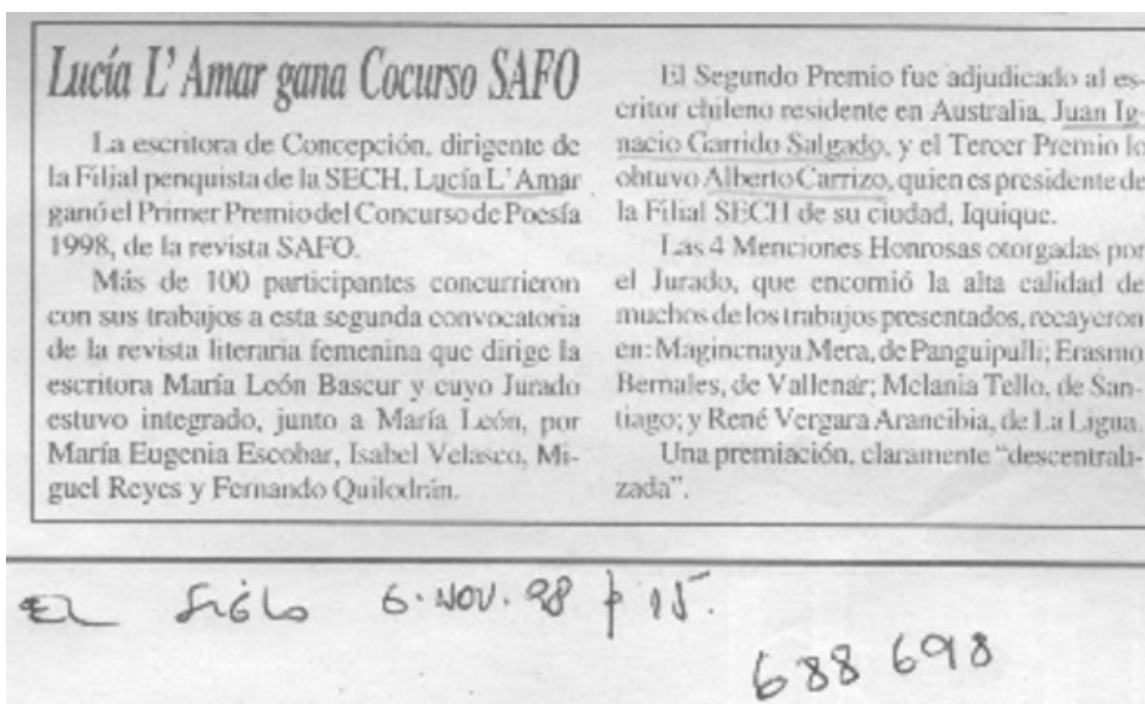 Lucía L' Amar gana Cocurso SAFO
La escritora de Concepción, dirigente de
la Filial penquista de la SECH, Lucía L' Amar
ganó el Primer Premio del Concurso de Poesía
1998, de la revista SAFO.
Más de 100 participantes concurrieron
con sus trabajos a esta segunda convocatoria
de la revista literaria femenina que dirige la
escritora María León Bascur y cuyo Jurado
estuvo integrado, junto a María León, por
María Eugenia Escobar, Isabel Velasco, Mi-
guel Reyes y Fernando Quilodrán.
El Segundo Premio fue adjudicado al es-
critor chileno residente en Australia, Juan Ig-
nacio Garrido Salgado, y el Tercer Premio lo
obtuvo Alberto Carrizo, quien es presidente de
la Filial SECH de su ciudad, Iquique.
Las 4 Menciones Honrosas otorgadas por
el Jurado, que encomió la alta calidad de
muchos de los trabajos presentados, recayeron
en: Maginenaya Mera, de Panguipulli; Erasmo
Bernales, de Vallenar; Melania Tello, de San-
tiago; y René Vergara Arancibia, de La Ligua.
Una premiación, claramente "descentrali-
zada".
EL SIGLO 6. NOV. 98 p 15.
688 698